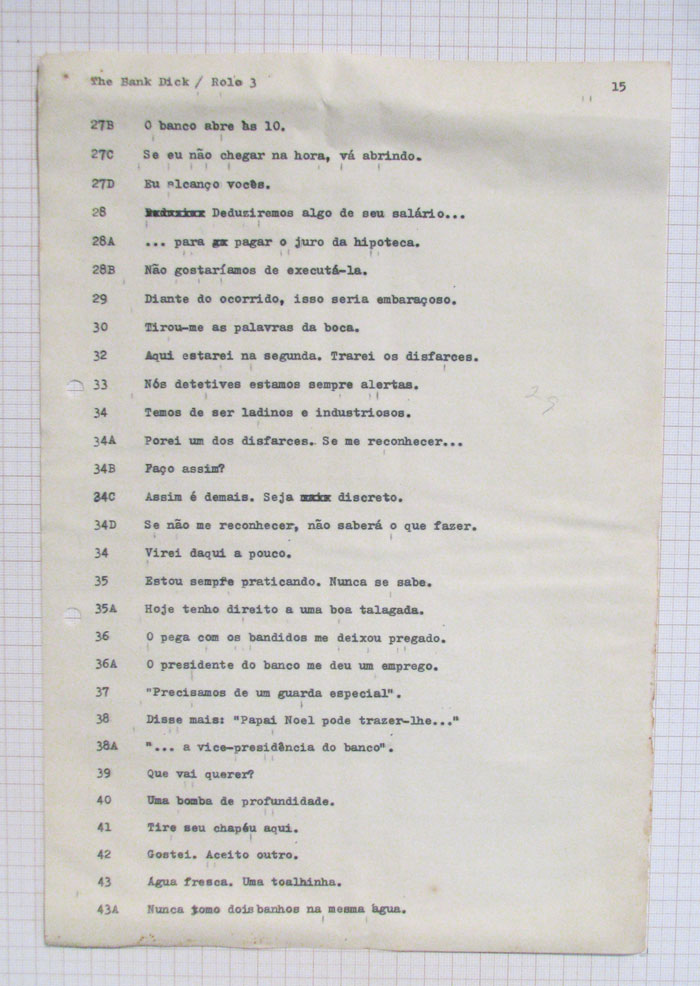 The Bank Dick / Rolo 3 15
27B O banco abre às 10.
27C Se eu não chegar na hora, vá abrindo.
27D Eu alcanço vocês.
28 Deduziremos algo de seu salário...
28A ... para pagar o juro da hipoteca.
28B Não gostaríamos de executá-la.
29 Diante do ocorrido, isso seria embaraçoso.
30 Tirou-me as palavras da boca.
32 Aqui estarei na segunda. Trarei os disfarces.
33 Nós detetives estamos sempre alertas.
34 Temos de ser ladinos e industriosos.
34A Porei um dos disfarces. Se me reconhecer...
34B Faço assim?
34C Assim é demais. Seja discreto.
34D Se não me reconhecer, não saberá o que fazer.
34 Virei daqui a pouco.
35 Estou sempre praticando. Nunca se sabe.
35A Hoje tenho direito a uma boa talagada.
36 O pega com os bandidos me deixou pregado.
36A O presidente do banco me deu um emprego.
37 "Precisamos de um guarda especial".
38 Disse mais: "Papai Noel pode trazer-lhe..."
38A "... a vice-presidência do banco".
39 Que vai querer?
40 Uma bomba de profundidade.
41 Tire seu chapéu aqui.
42 Gostei. Aceito outro.
43 Água fresca. Uma toalhinha.
43A Nunca tomo dois banhos na mesma água.